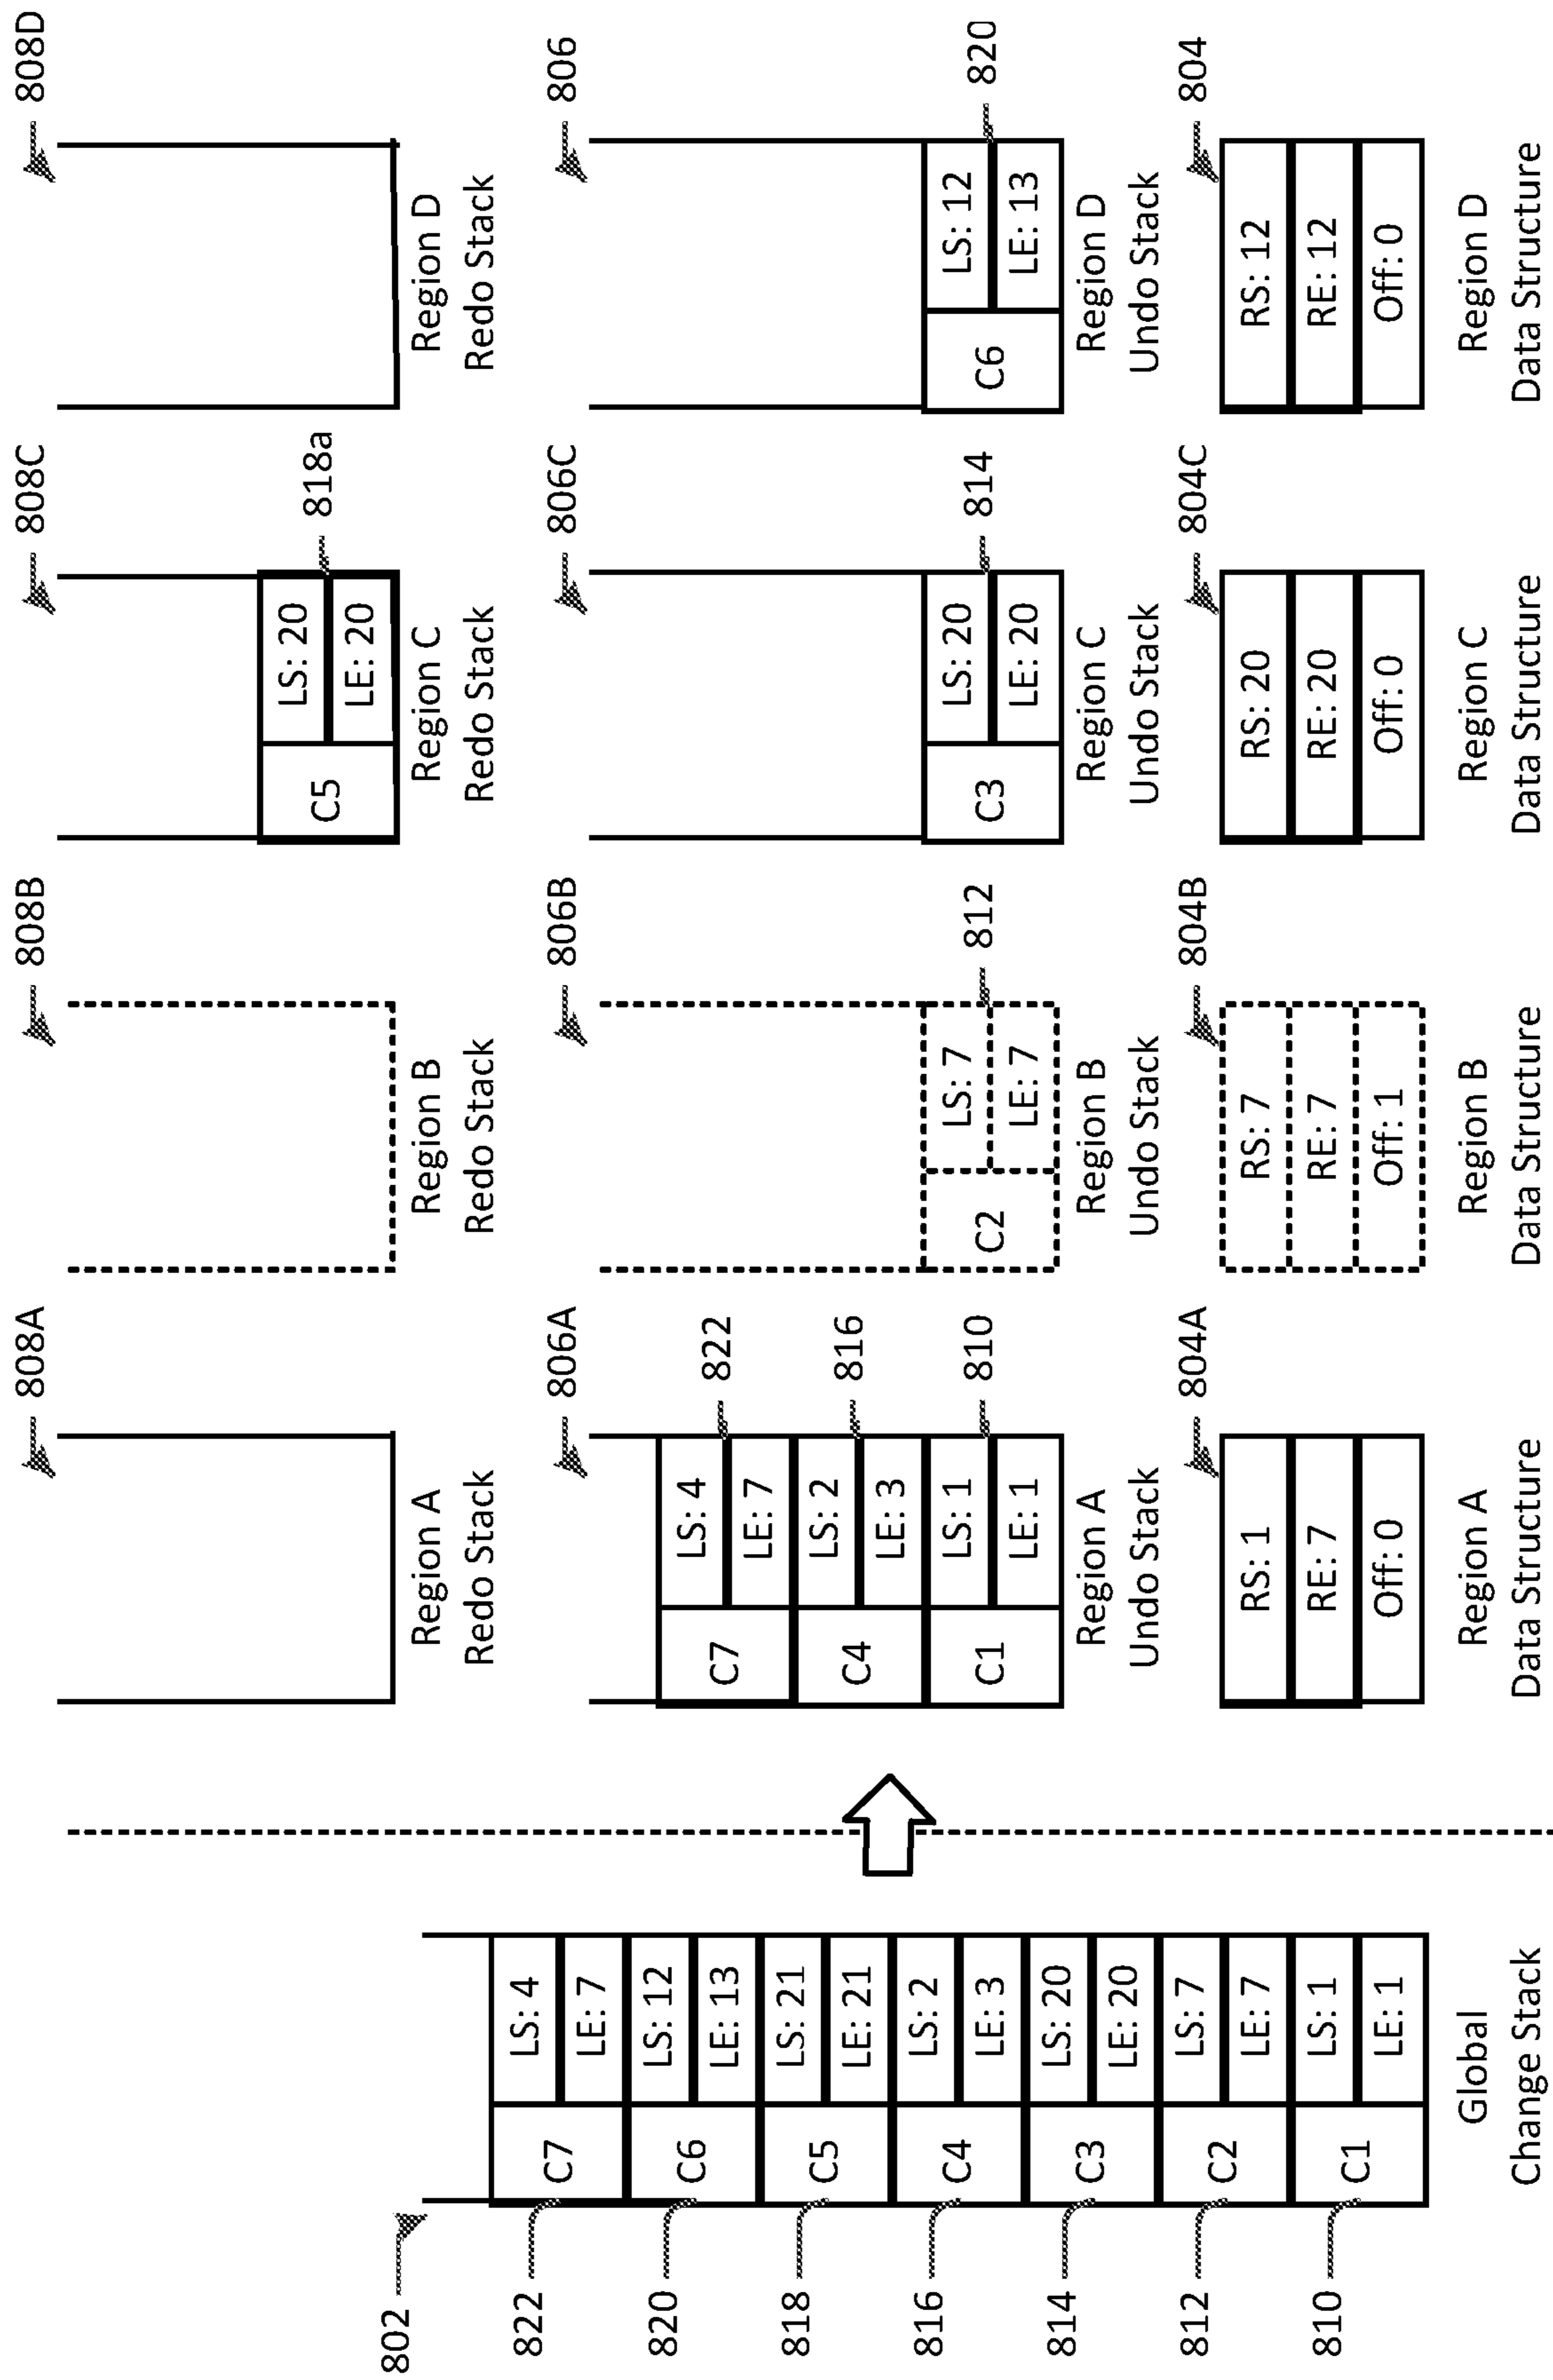 802
822
820
818
816
814
812
810
C7
LS: 4
LE: 7
C6
LS: 12
LE: 13
C5
LS: 21
LE: 21
C4
LS: 2
LE: 3
C3
LS: 20
LE: 20
C2
LS: 7
LE: 7
C1
LS: 1
LE: 1
Global
Change Stack
808A
Region A
Redo Stack
806A
C7
LS: 4
LE: 7
822
C4
LS: 2
LE: 3
816
C1
LS: 1
LE: 1
810
Region A
Undo Stack
804A
RS: 1
RE: 7
Off: 0
Region A
Data Structure
808B
Region B
Redo Stack
806B
C2
LS: 7
LE: 7
812
Region B
Undo Stack
804B
RS: 7
RE: 7
Off: 1
Region B
Data Structure
808C
C5
LS: 20
LE: 20
818a
Region C
Redo Stack
806C
C3
LS: 20
LE: 20
814
Region C
Undo Stack
804C
RS: 20
RE: 20
Off: 0
Region C
Data Structure
808D
Region D
Redo Stack
806
C6
LS: 12
LE: 13
820
Region D
Undo Stack
804
RS: 12
RE: 12
Off: 0
Region D
Data Structure